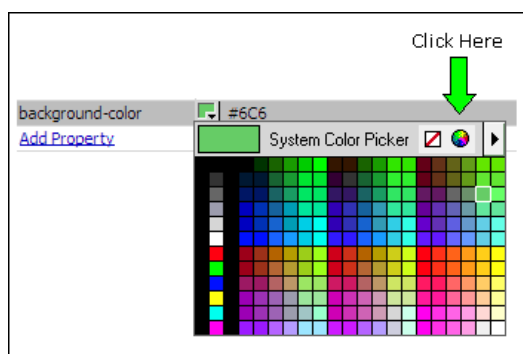 Click Here
background-color #6C6
Add Property
System Color Picker